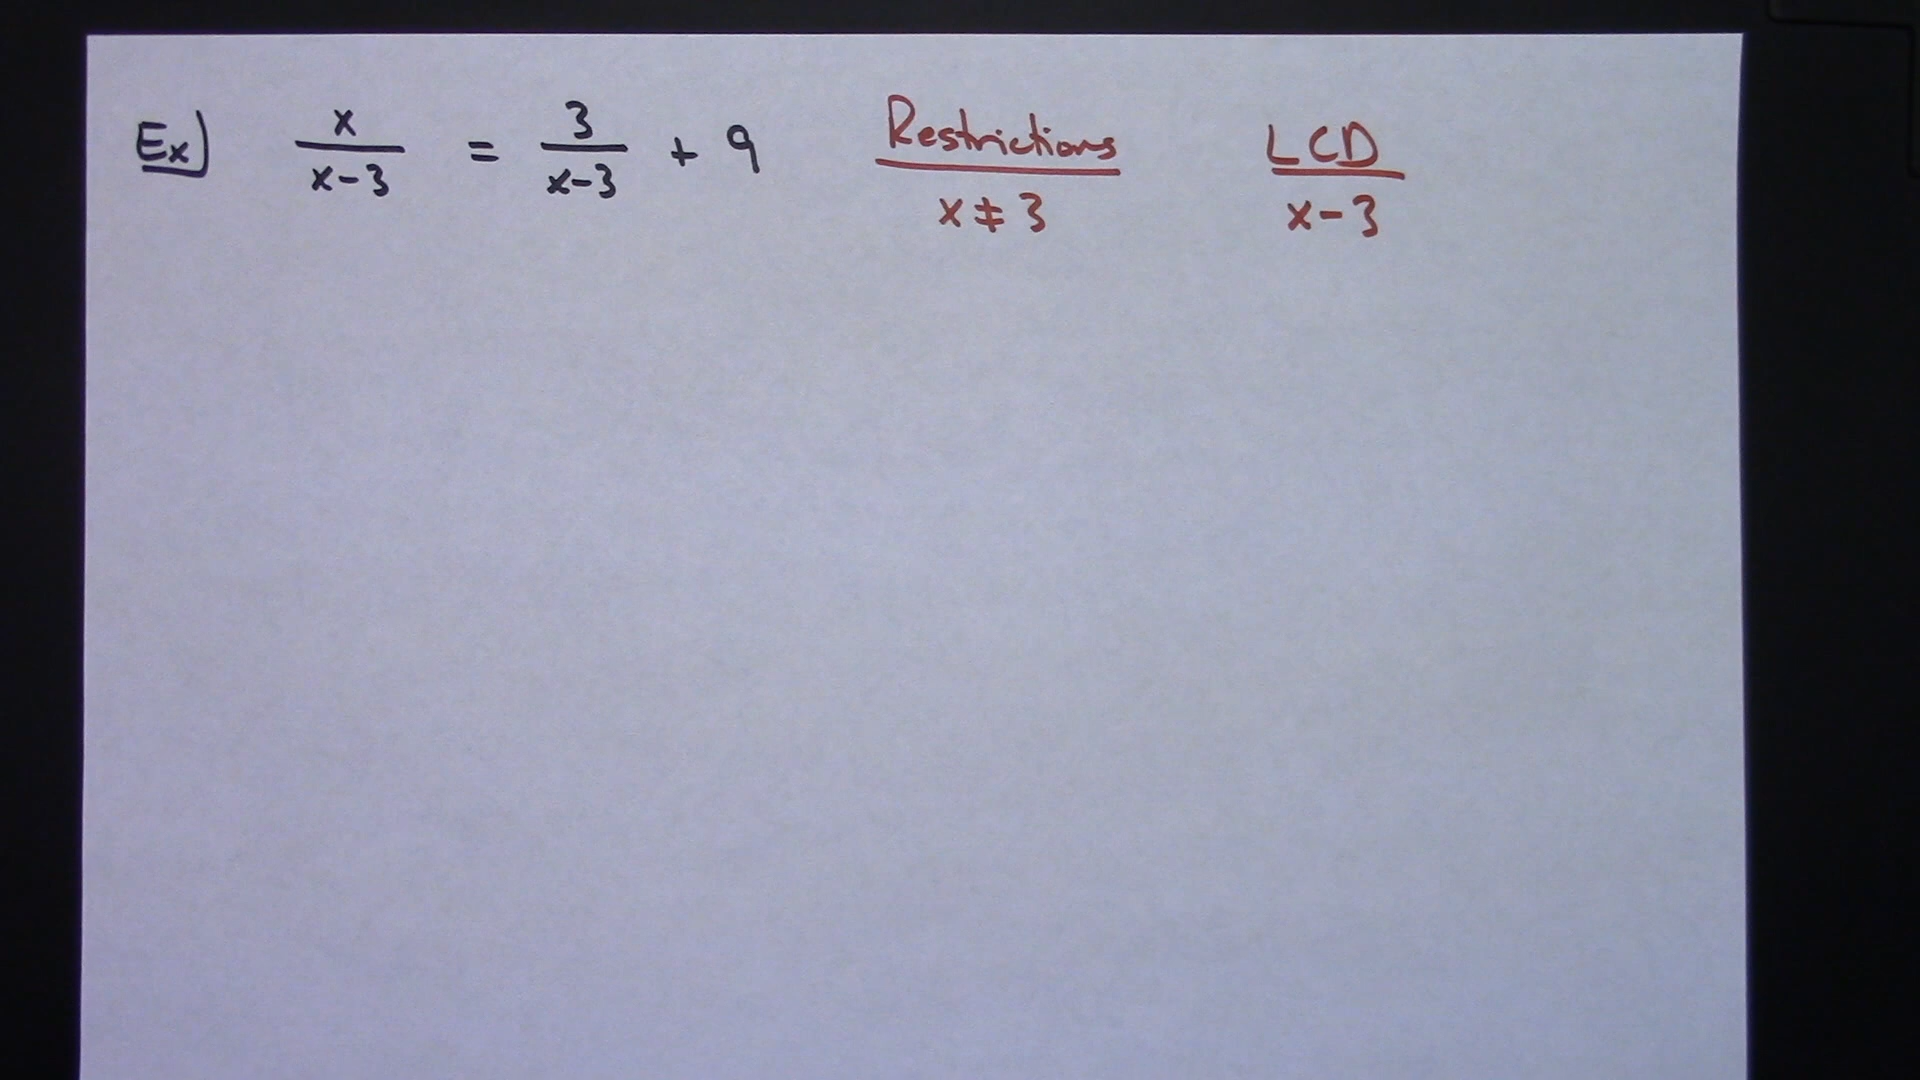 Ex) x/(x-3) = 3/(x-3) + 9
Restrictions
x ≠ 3
LCD
x-3